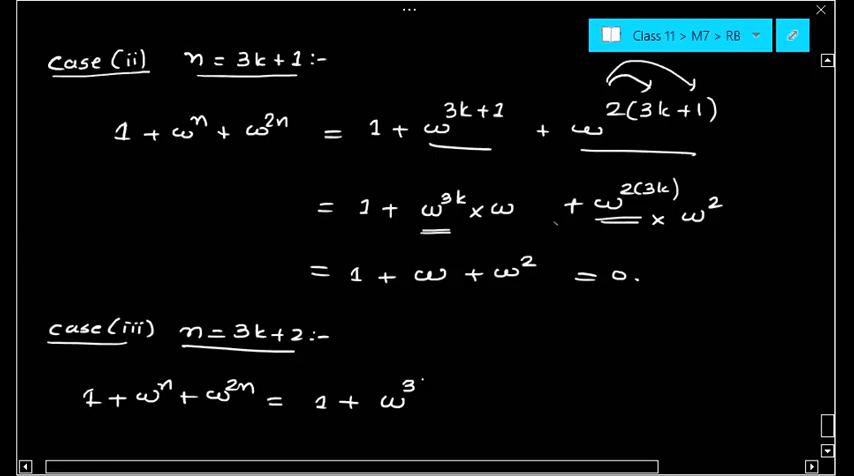 Class 11 > M7 > RB
case(ii) n = 3k+1 :-
1 + ω^n + ω^2n = 1 + ω^3k+1 + ω^2(3k+1)
= 1 + ω^3k × ω + ω^2(3k) × ω^2
= 1 + ω + ω^2 = 0.
case(iii) n = 3k+2 :-
1 + ω^n + ω^2n = 1 + ω^3